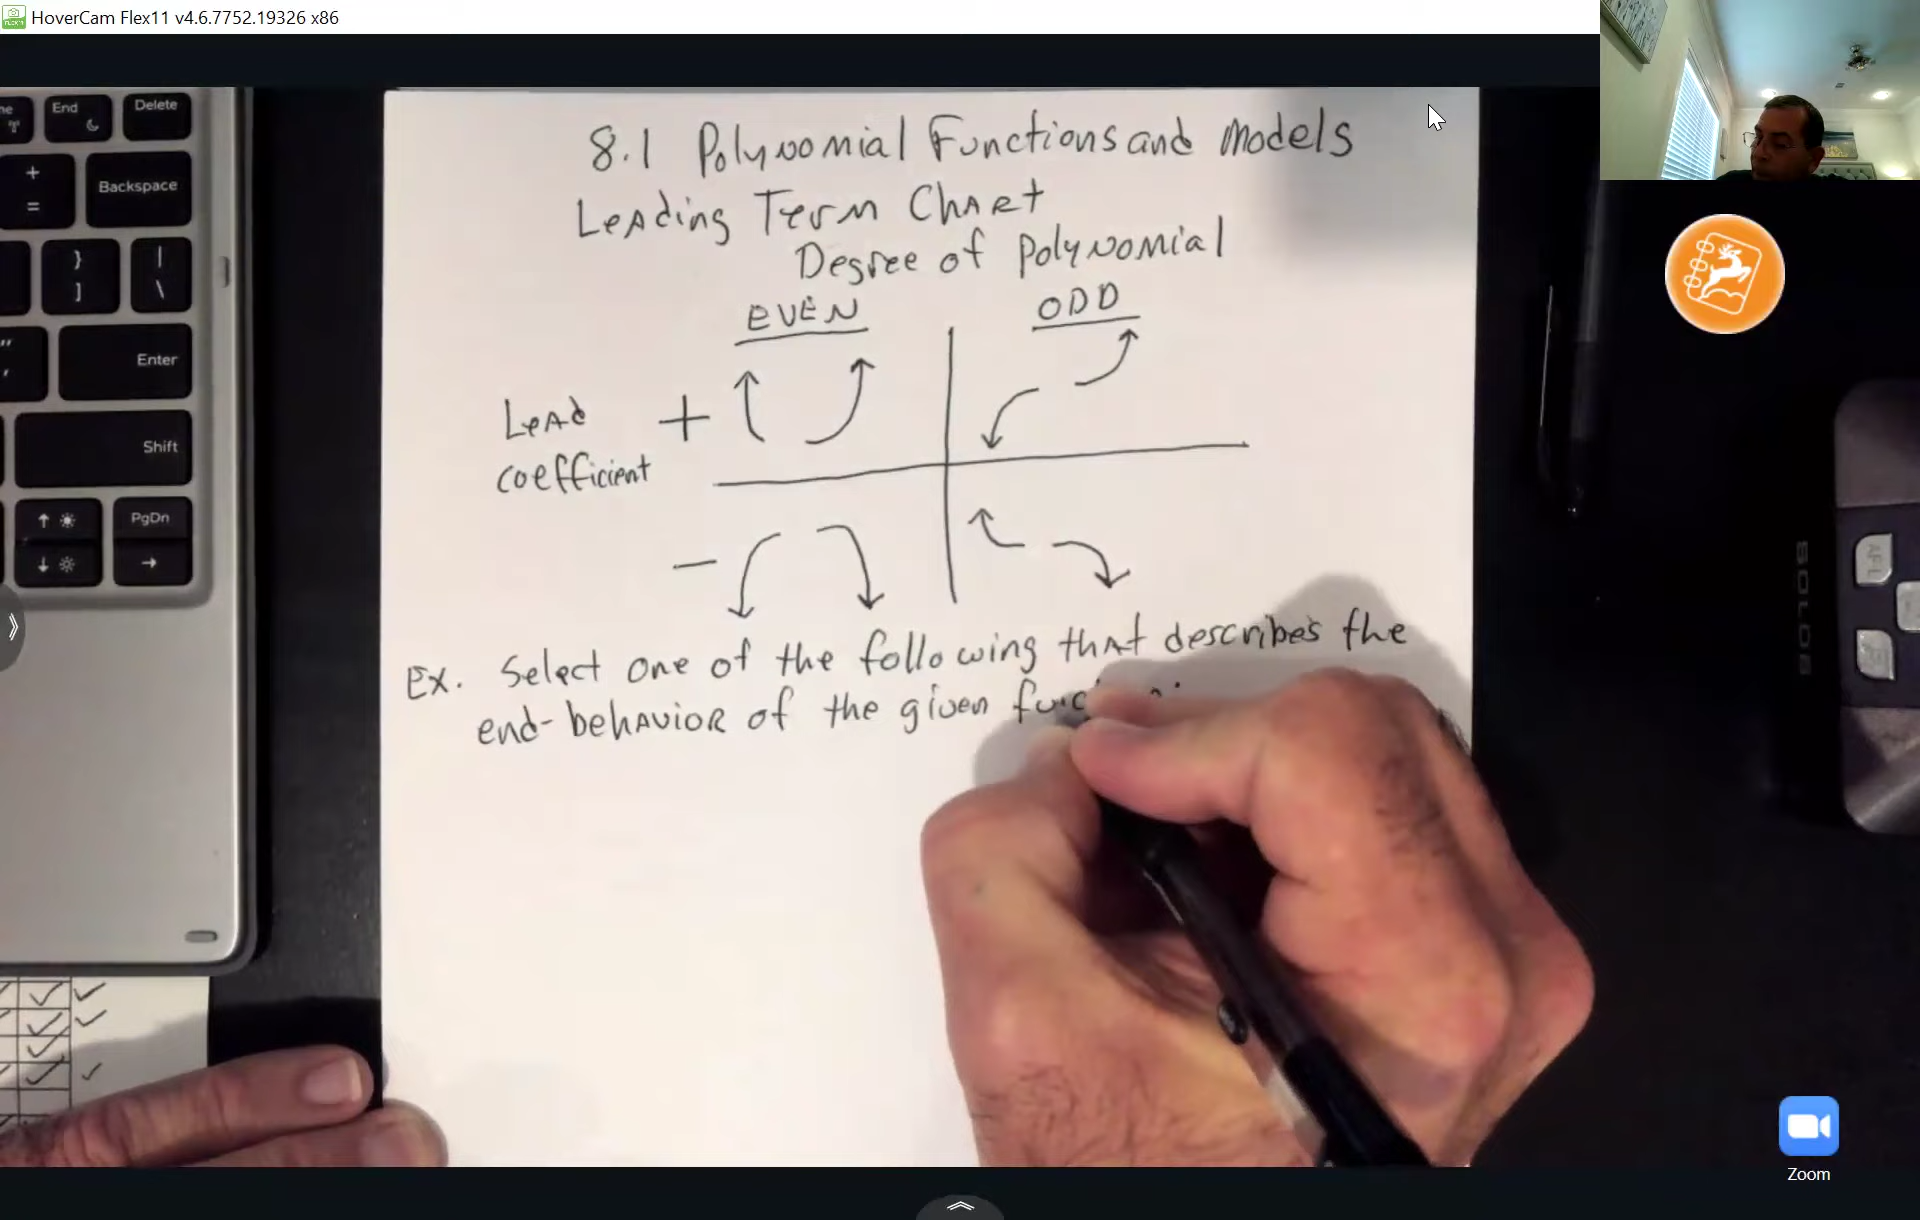 HoverCam Flex11 v4.6.7752.19326 x86
8.1 Polynomial Functions and Models
Leading Term Chart
Degree of Polynomial
EVEN ODD
Lead +
coefficient
−
Ex. Select one of the following that describes the
end-behavior of the given
End
Delete
+
=
Backspace
}
]
|
\
Enter
Shift
PgDn
AFL
Zoom